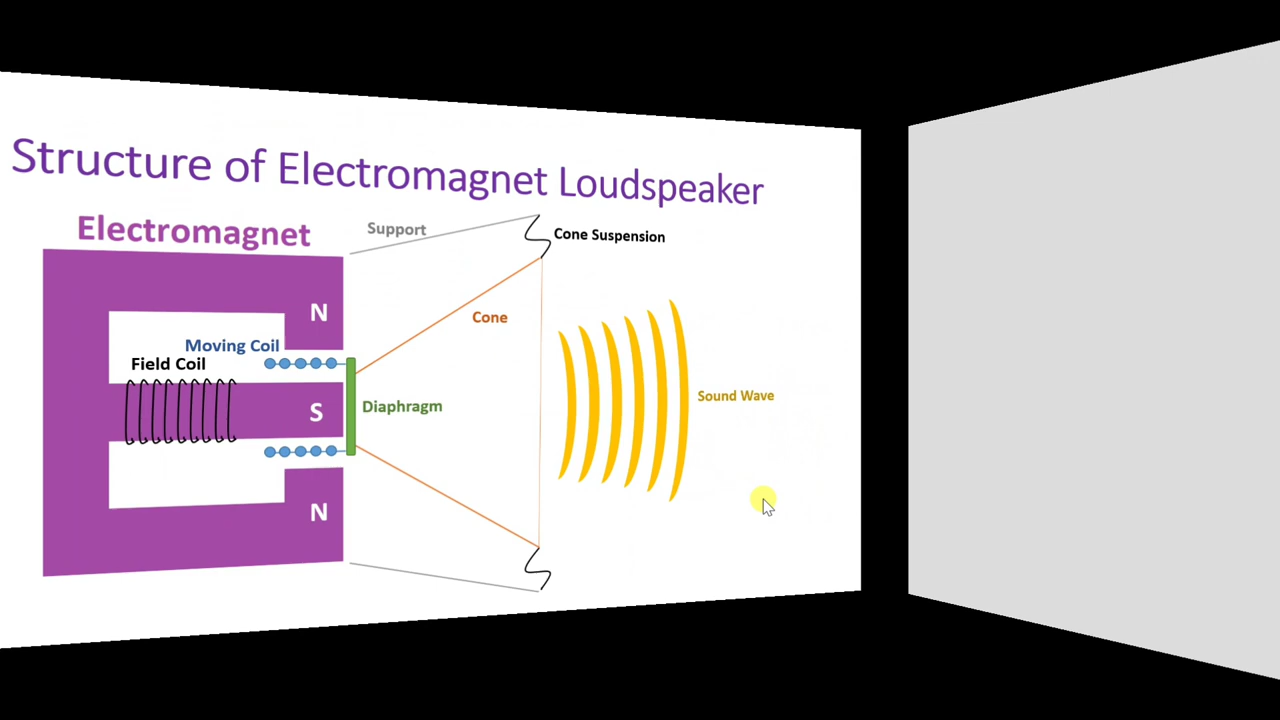 Structure of Electromagnet Loudspeaker
Electromagnet
Support
Cone Suspension
N
Cone
Moving Coil
Field Coil
S
Diaphragm
Sound Wave
N